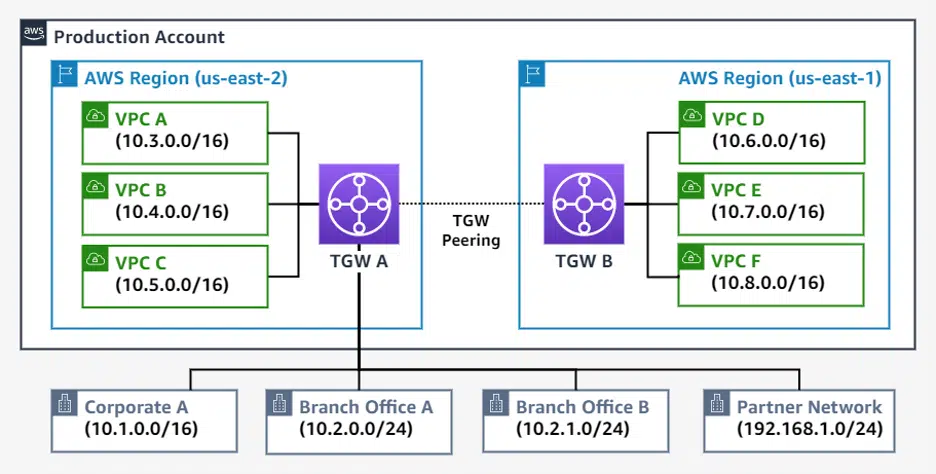 aws
Production Account
AWS Region (us-east-2)
AWS Region (us-east-1)
VPC A
(10.3.0.0/16)
VPC B
(10.4.0.0/16)
VPC C
(10.5.0.0/16)
TGW A
TGW
Peering
TGW B
VPC D
(10.6.0.0/16)
VPC E
(10.7.0.0/16)
VPC F
(10.8.0.0/16)
Corporate A
(10.1.0.0/16)
Branch Office A
(10.2.0.0/24)
Branch Office B
(10.2.1.0/24)
Partner Network
(192.168.1.0/24)